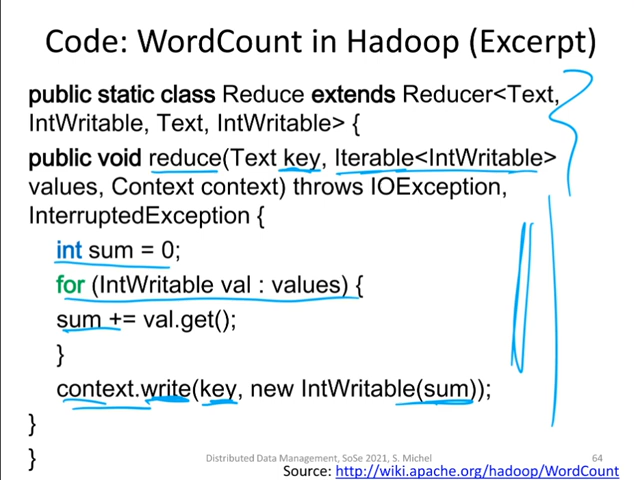 Code: WordCount in Hadoop (Excerpt)
public static class Reduce extends Reducer<Text,
IntWritable, Text, IntWritable> {
public void reduce(Text key, Iterable<IntWritable>
values, Context context) throws IOException,
InterruptedException {
int sum = 0;
for (IntWritable val : values) {
sum += val.get();
}
context.write(key, new IntWritable(sum));
}
}
Distributed Data Management, SoSe 2021, S. Michel 64
Source: http://wiki.apache.org/hadoop/WordCount